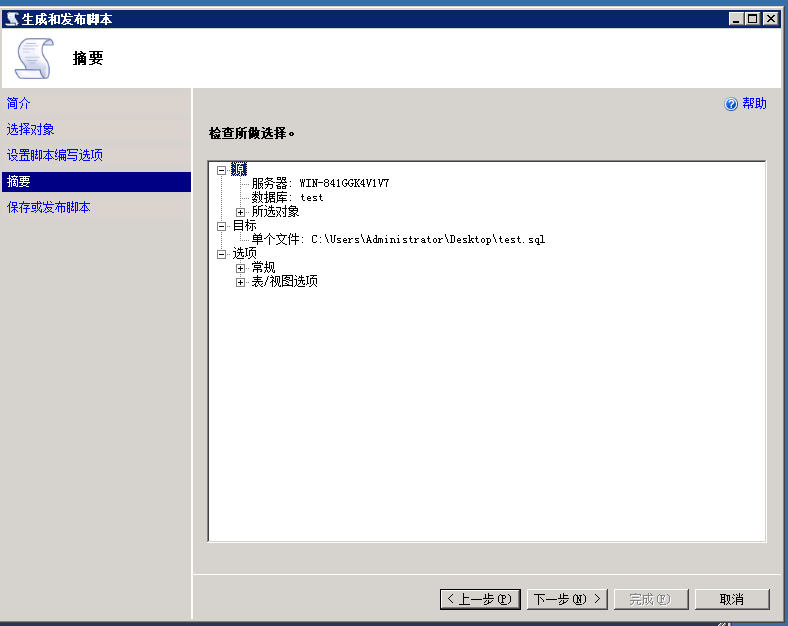 生成和发布脚本
摘要
简介
选择对象
设置脚本编写选项
摘要
保存或发布脚本
帮助
检查所做选择。
源
服务器: WIN-841GGK4V1V7
数据库: test
所选对象
目标
单个文件: C:\Users\Administrator\Desktop\test.sql
选项
常规
表/视图选项
< 上一步(P)
下一步(N) >
完成(F)
取消